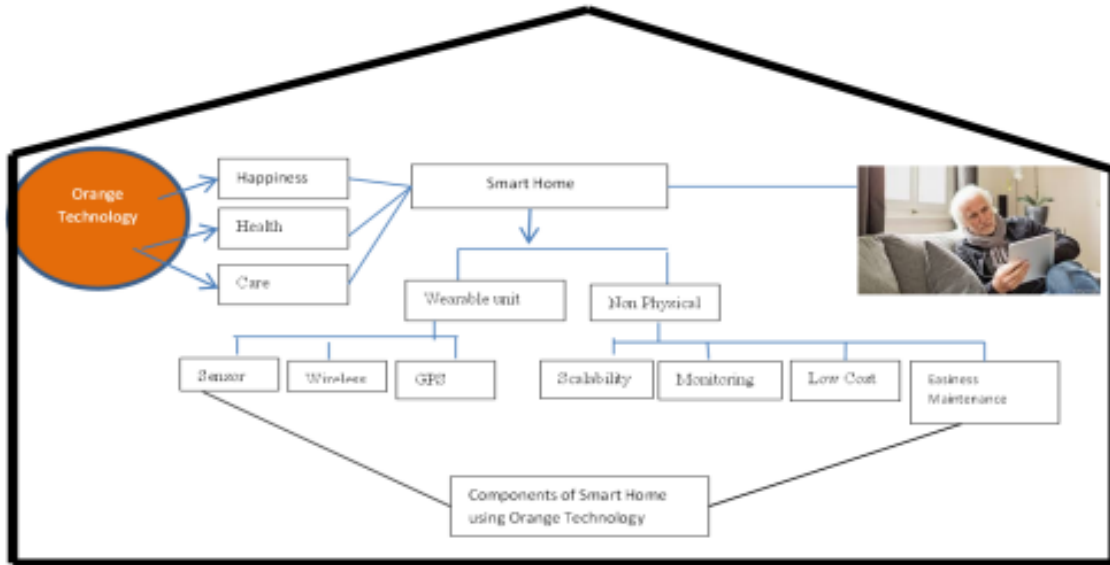 Orange
Technology
Happiness
Health
Care
Smart Home
Wearable unit
Non Physical
Senzor
Wireless
GPS
Scalability
Monitoring
Low Cost
Easiness
Maintenance
Components of Smart Home
using Orange Technology